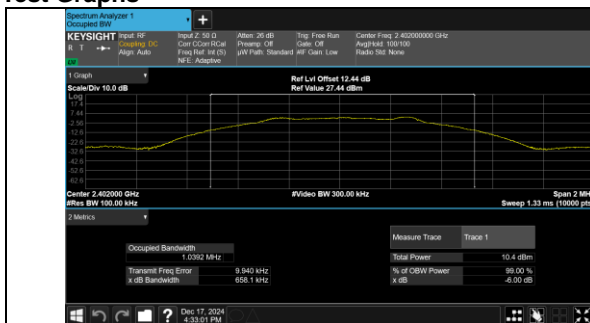 Test Graphs
Spectrum Analyzer 1
Occupied BW
+
KEYSIGHT Input: RF Input Z: 50 Ω Atten: 26 dB Trig: Free Run Center Freq: 2.402000000 GHz
R T Coupling: DC Corr CCorr RCal Preamp: Off Gate: Off Avg|Hold: 100/100
Align: Auto Freq Ref: Int (S) µW Path: Standard #IF Gain: Low Radio Std: None
NFE: Adaptive
1 Graph
Ref Lvl Offset 12.44 dB
Scale/Div 10.0 dB Ref Value 27.44 dBm
Log
17.4
7.44
-2.56
-12.6
-22.6
-32.6
-42.6
-52.6
-62.6
Center 2.402000 GHz #Video BW 300.00 kHz Span 2 MH
#Res BW 100.00 kHz Sweep 1.33 ms (10000 pts
2 Metrics
Measure Trace Trace 1
Occupied Bandwidth
1.0392 MHz Total Power 10.4 dBm
Transmit Freq Error 9.940 kHz % of OBW Power 99.00 %
x dB Bandwidth 658.1 kHz x dB -6.00 dB
? Dec 17, 2024
4:33:01 PM